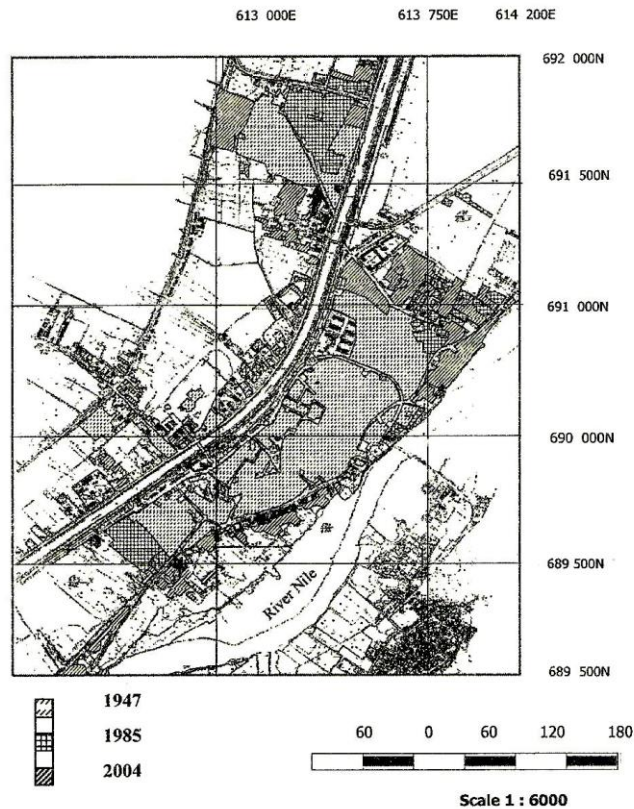 613 000E 613 750E 614 200E
692 000N
691 500N
691 000N
690 000N
689 500N
689 500N
River Nile
1947
1985
2004
60 0 60 120 180
Scale 1 : 6000